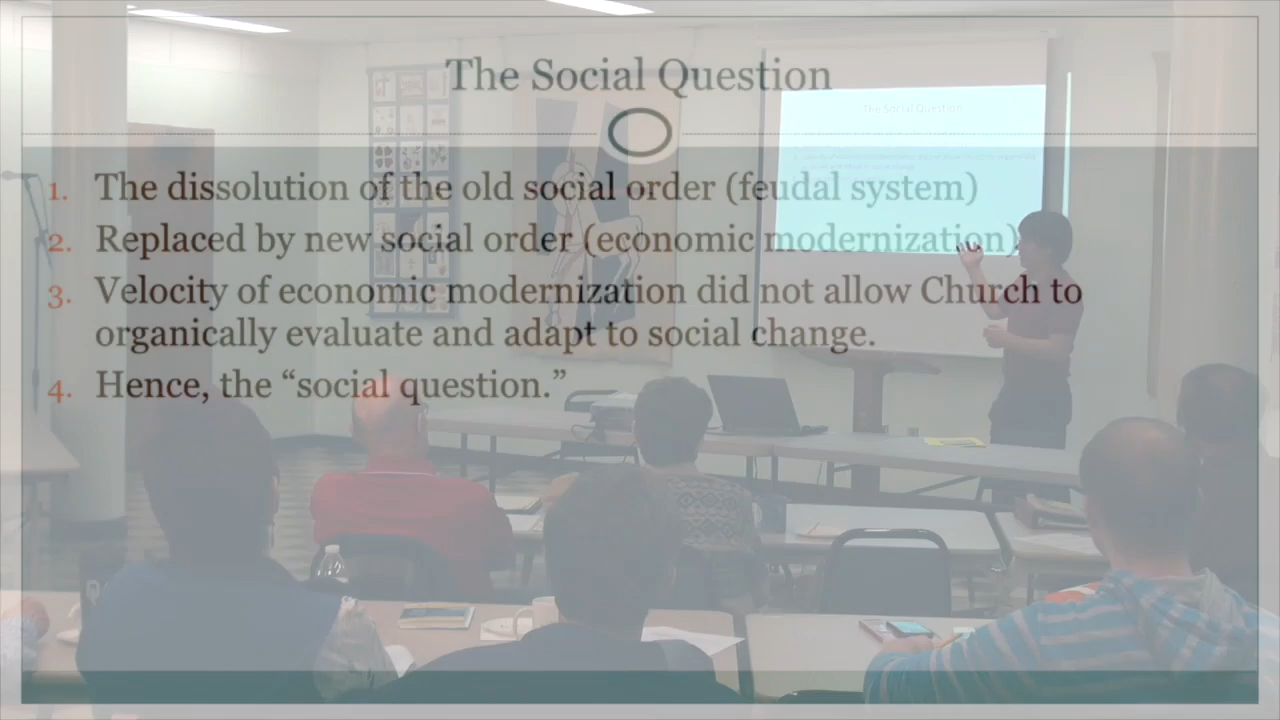 The Social Question
1. The dissolution of the old social order (feudal system)
2. Replaced by new social order (economic modernization)
3. Velocity of economic modernization did not allow Church to
organically evaluate and adapt to social change.
4. Hence, the “social question.”
The Social Question